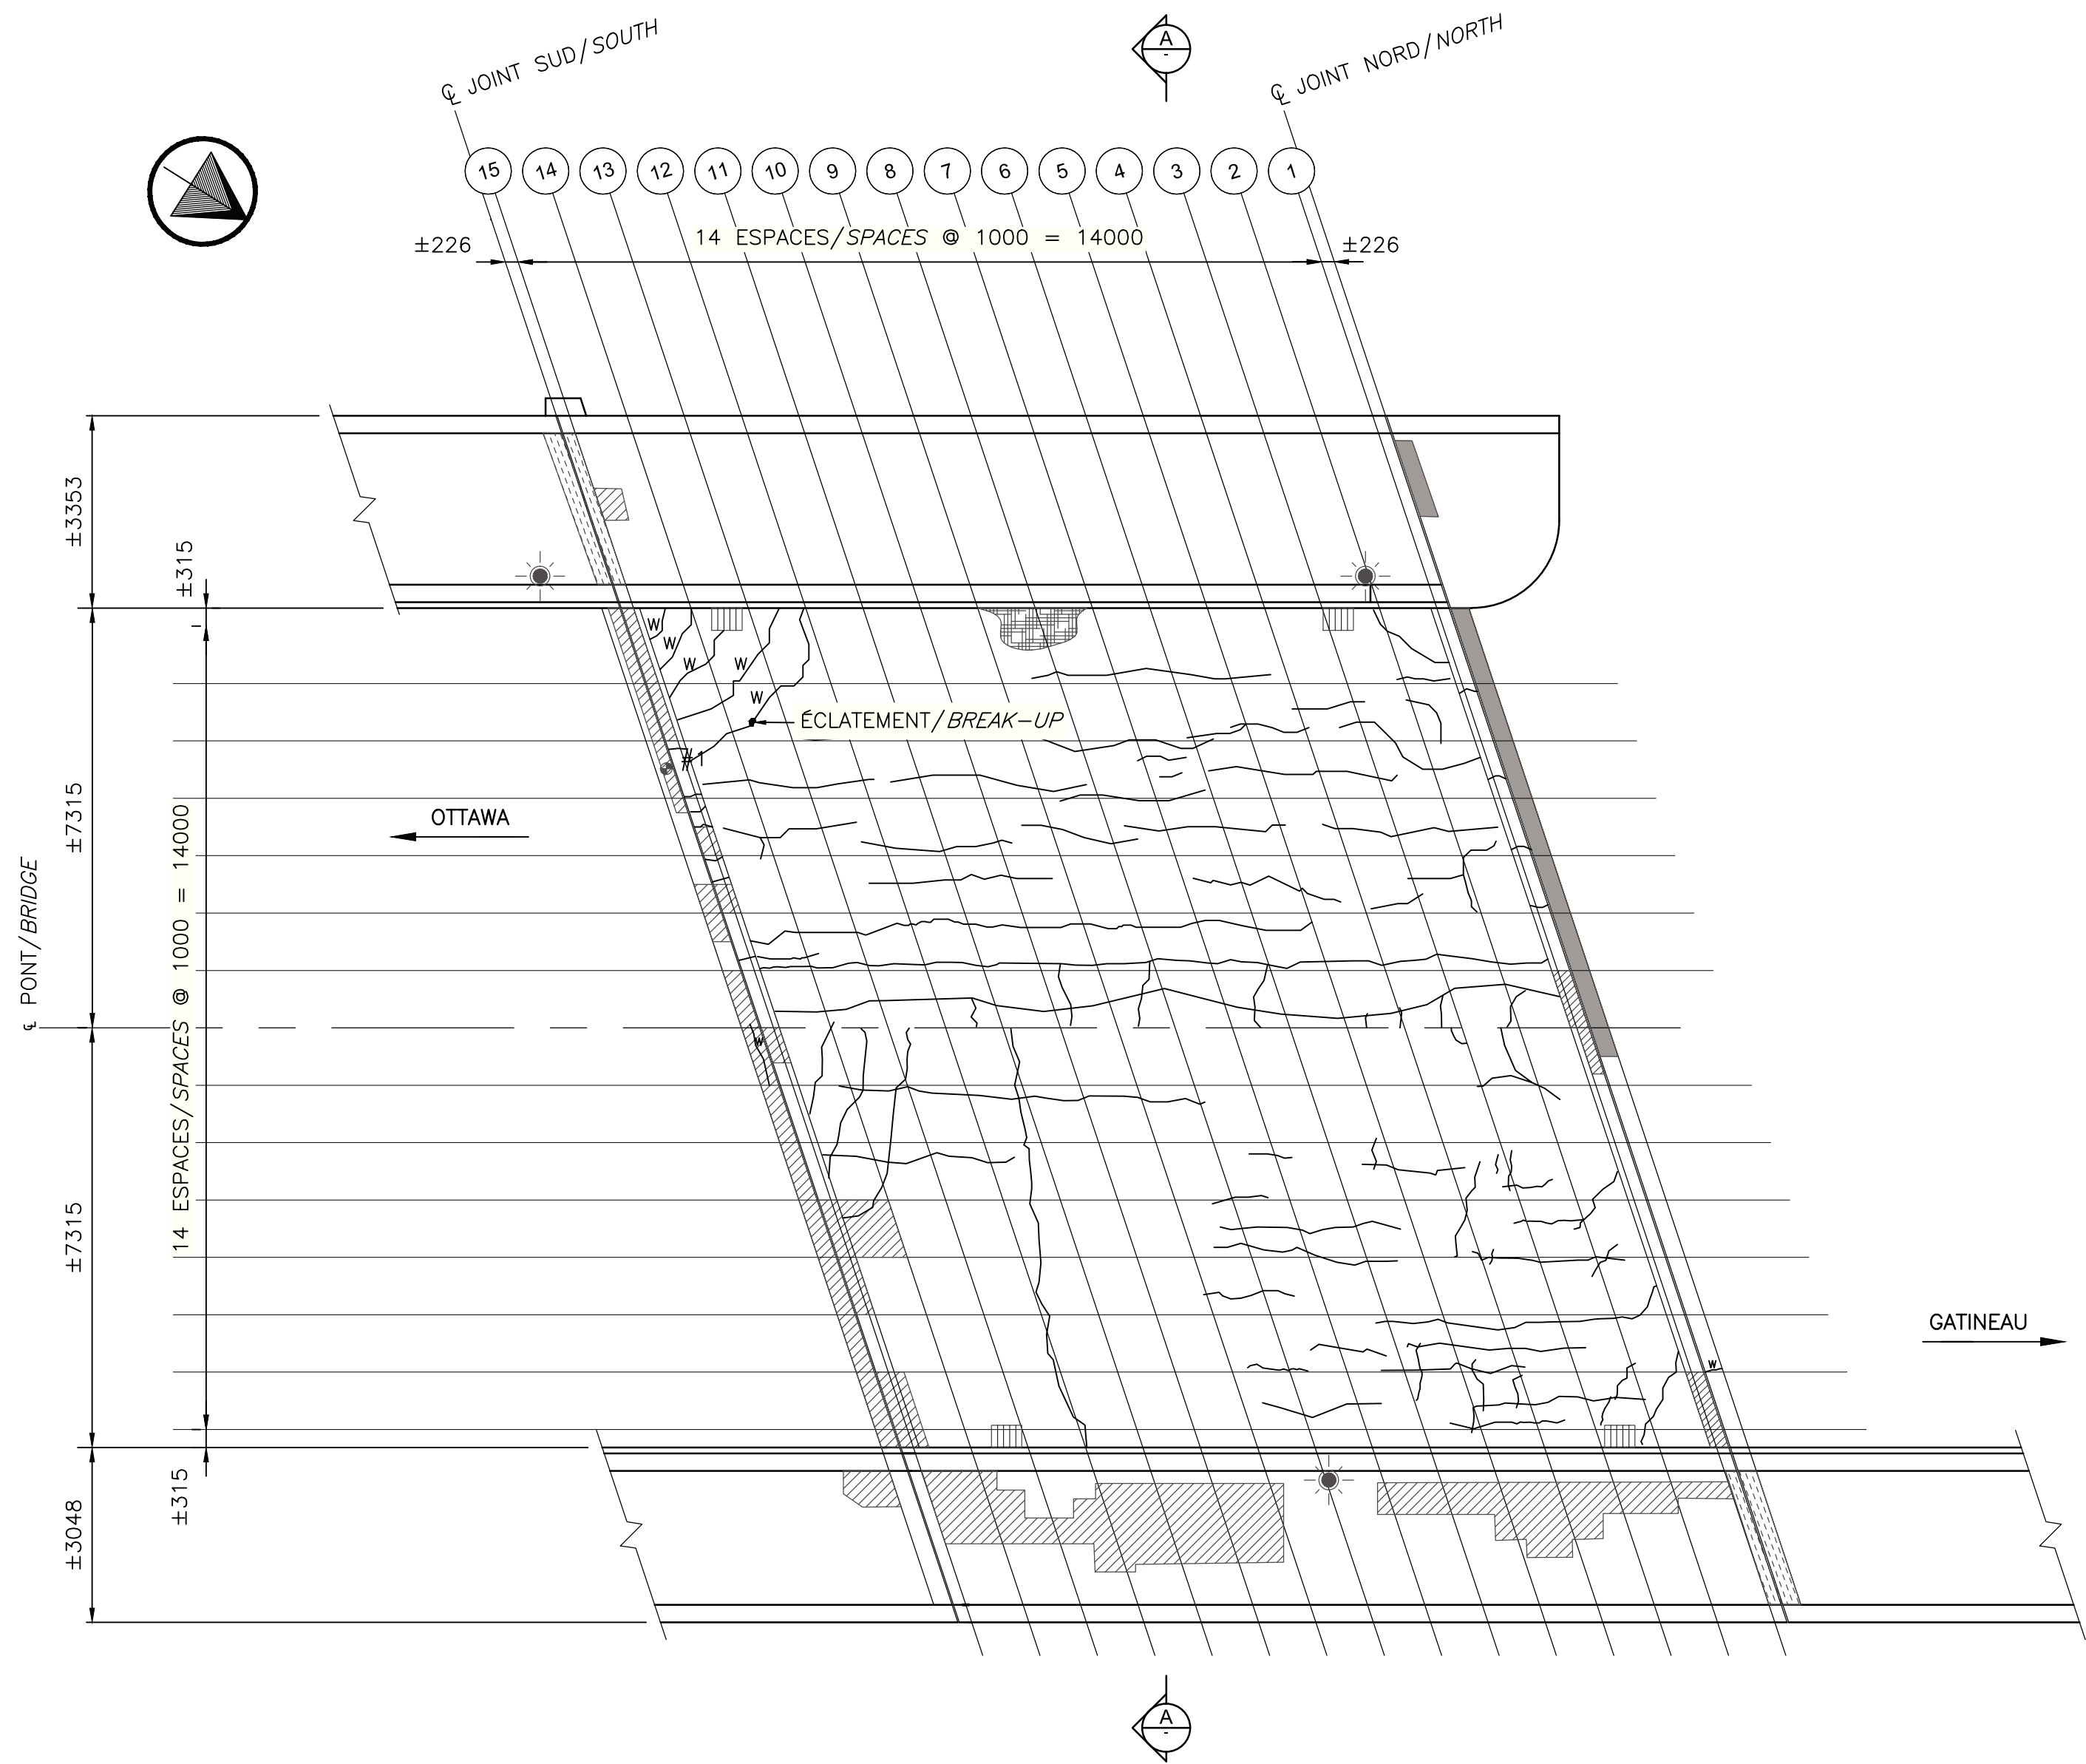 ℄ JOINT SUD/SOUTH
A
-
℄ JOINT NORD/NORTH
15 14 13 12 11 10 9 8 7 6 5 4 3 2 1
±226
14 ESPACES/SPACES @ 1000 = 14000
±226
±3353
±315
W
W
W
W
W
ÉCLATEMENT/BREAK-UP
#1
OTTAWA
±7315
14 ESPACES/SPACES @ 1000 = 14000
℄ PONT/BRIDGE
W
±7315
GATINEAU
W
±315
±3048
A
-